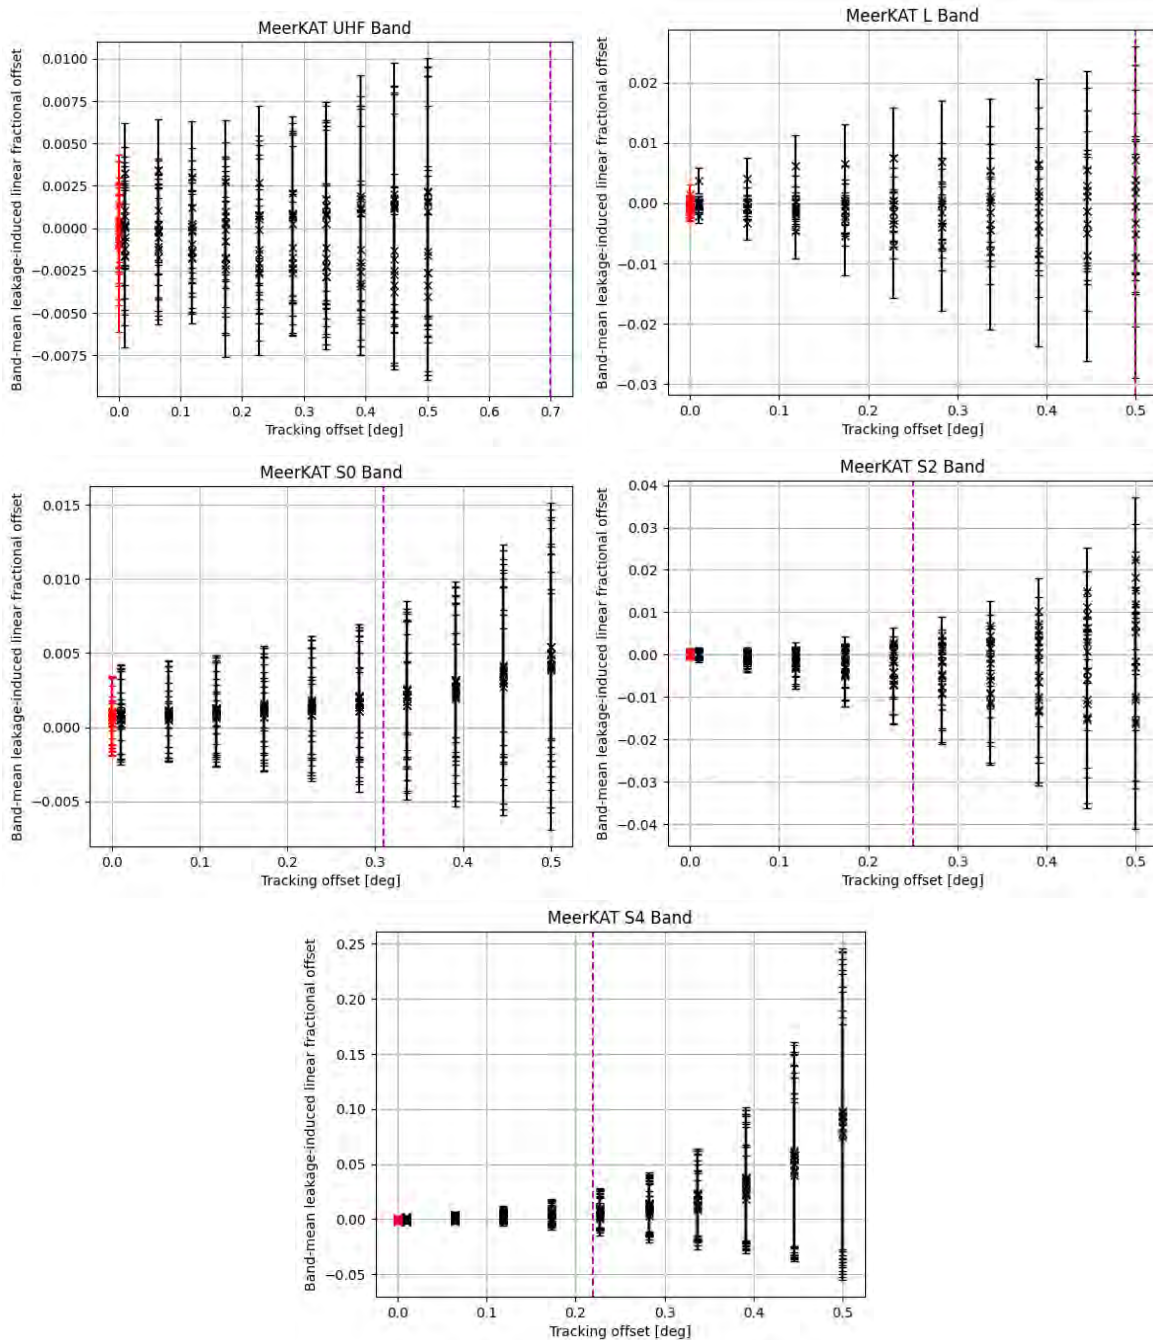 MeerKAT UHF Band
Band-mean leakage-induced linear fractional offset
0.0100
0.0075
0.0050
0.0025
0.0000
−0.0025
−0.0050
−0.0075
0.0 0.1 0.2 0.3 0.4 0.5 0.6 0.7
Tracking offset [deg]
MeerKAT L Band
Band-mean leakage-induced linear fractional offset
0.02
0.01
0.00
−0.01
−0.02
−0.03
0.0 0.1 0.2 0.3 0.4 0.5
Tracking offset [deg]
MeerKAT S0 Band
Band-mean leakage-induced linear fractional offset
0.015
0.010
0.005
0.000
−0.005
0.0 0.1 0.2 0.3 0.4 0.5
Tracking offset [deg]
MeerKAT S2 Band
Band-mean leakage-induced linear fractional offset
0.04
0.03
0.02
0.01
0.00
−0.01
−0.02
−0.03
−0.04
0.0 0.1 0.2 0.3 0.4 0.5
Tracking offset [deg]
MeerKAT S4 Band
Band-mean leakage-induced linear fractional offset
0.25
0.20
0.15
0.10
0.05
0.00
−0.05
0.0 0.1 0.2 0.3 0.4 0.5
Tracking offset [deg]